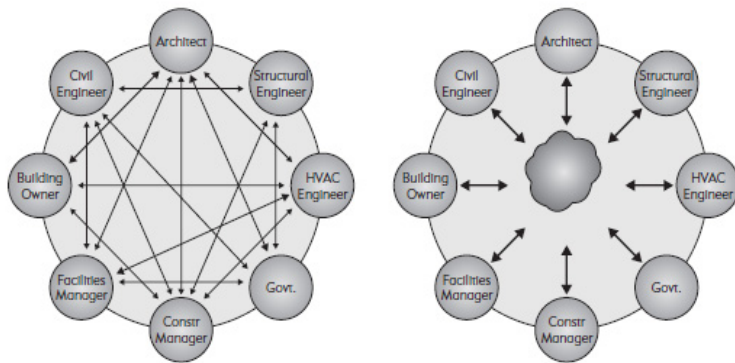 Architect
Civil
Engineer
Structural
Engineer
Building
Owner
HVAC
Engineer
Facilities
Manager
Govt.
Constr
Manager
Architect
Civil
Engineer
Structural
Engineer
Building
Owner
HVAC
Engineer
Facilities
Manager
Govt.
Constr
Manager